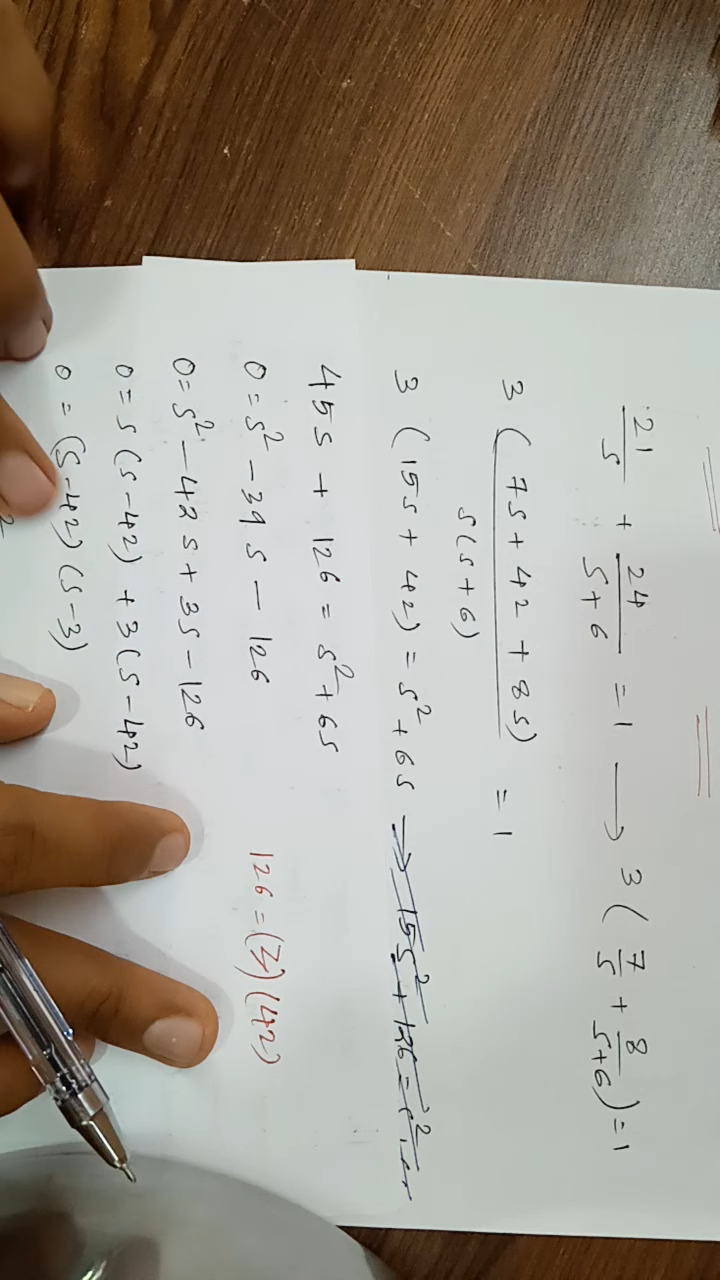 21/s + 24/s+6 = 1 → 3 ( 7/s + 8/s+6 ) = 1
3 ( 7s + 42 + 8s ) / s(s+6) = 1
3 ( 15s + 42 ) = s² + 6s → 15s² + 126 =
45s + 126 = s² + 6s
0 = s² - 39s - 126
126 = (3)(42)
0 = s² - 42s + 3s - 126
0 = s(s-42) + 3(s-42)
0 = (s-42)(s-3)